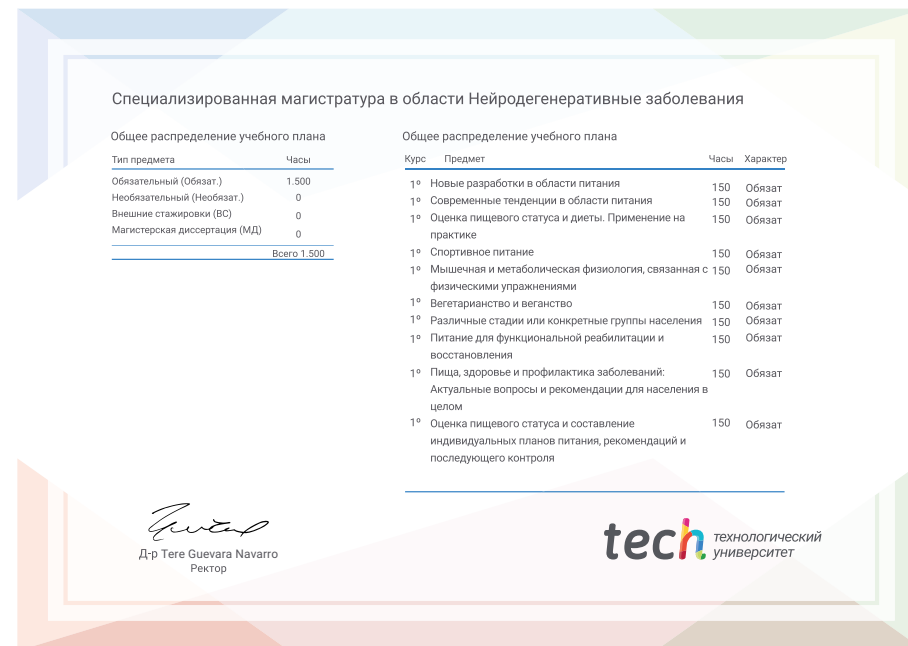 Специализированная магистратура в области Нейродегенеративные заболевания
Общее распределение учебного плана
Тип предмета Часы
Обязательный (Обязат.) 1.500
Необязательный (Необязат.) 0
Внешние стажировки (ВС) 0
Магистерская диссертация (МД) 0
Всего 1.500
Общее распределение учебного плана
Курс Предмет Часы Характер
1º Новые разработки в области питания 150 Обязат
1º Современные тенденции в области питания 150 Обязат
1º Оценка пищевого статуса и диеты. Применение на 150 Обязат
практике
1º Спортивное питание 150 Обязат
1º Мышечная и метаболическая физиология, связанная с 150 Обязат
физическими упражнениями
1º Вегетарианство и веганство 150 Обязат
1º Различные стадии или конкретные группы населения 150 Обязат
1º Питание для функциональной реабилитации и 150 Обязат
восстановления
1º Пища, здоровье и профилактика заболеваний: 150 Обязат
Актуальные вопросы и рекомендации для населения в
целом
1º Оценка пищевого статуса и составление 150 Обязат
индивидуальных планов питания, рекомендаций и
последующего контроля
Д-р Tere Guevara Navarro
Ректор
tech технологический
университет